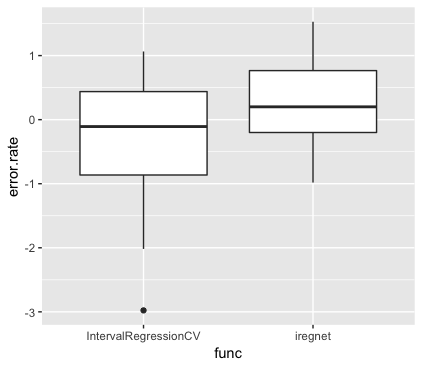 error.rate
1
0
-1
-2
-3
IntervalRegressionCV
iregnet
func